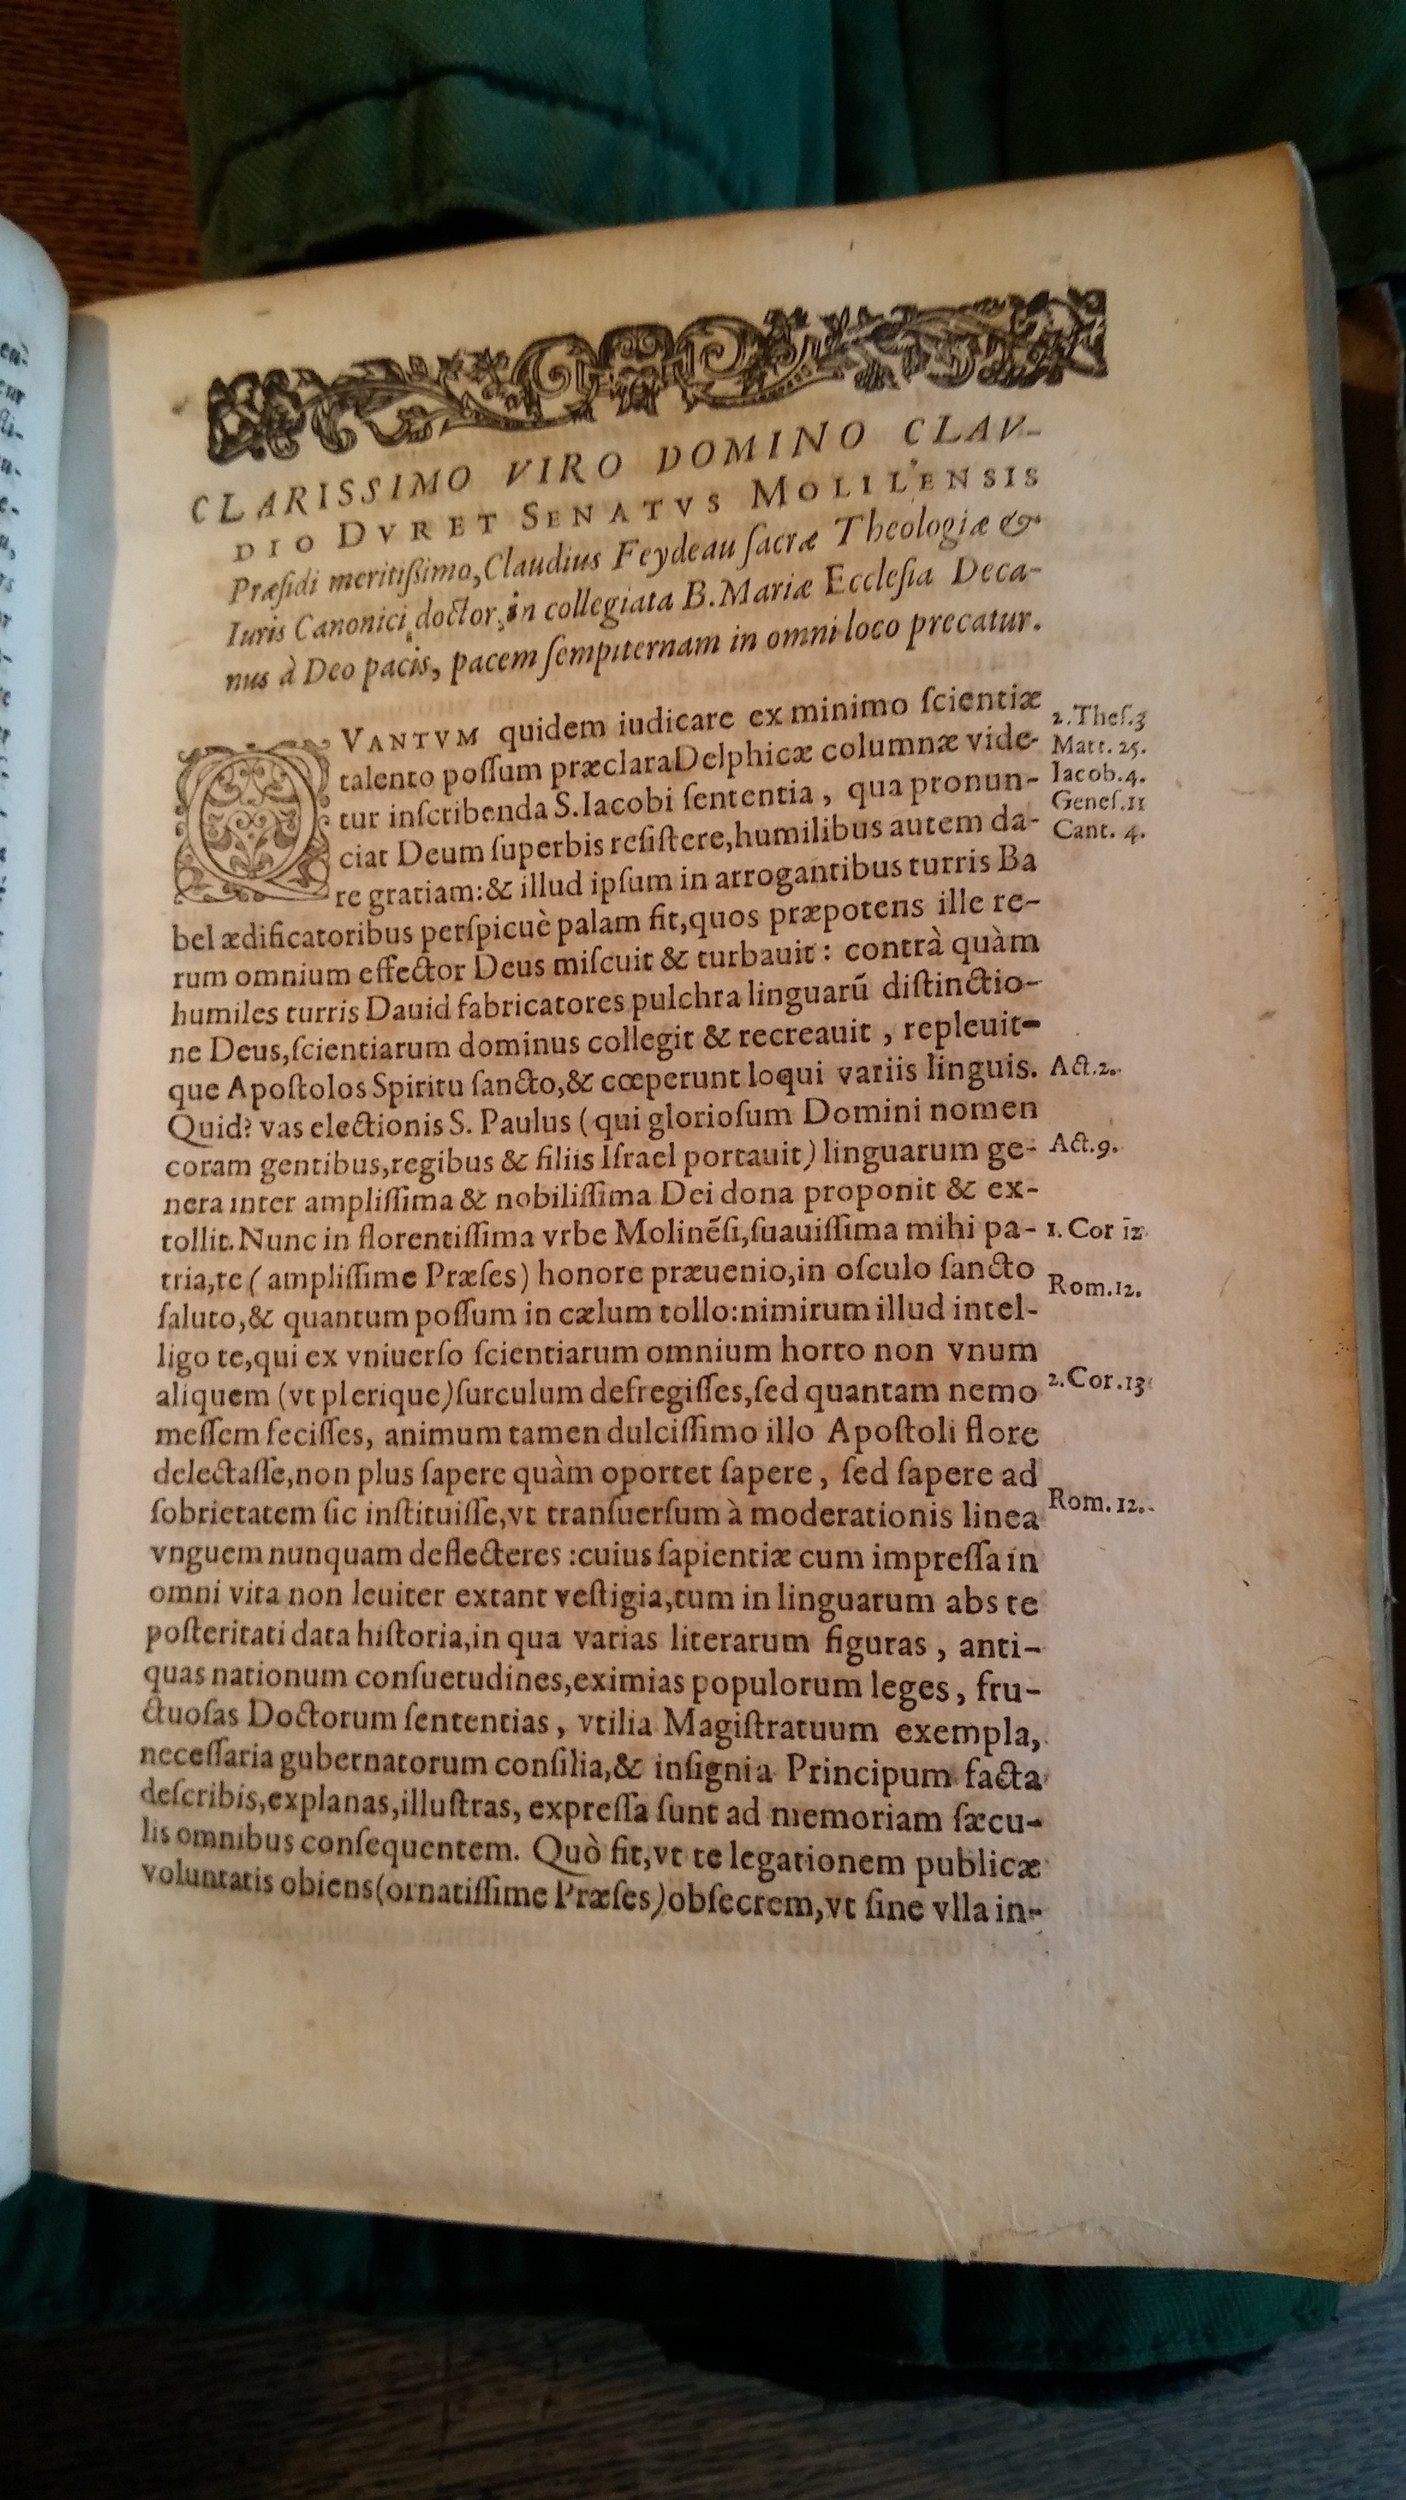 CLARISSIMO VIRO DOMINO CLAV-
DIO DVRET SENATVS MOLILENSIS
Præſidi meritißimo, Claudius Feydeau ſacræ Theologiæ &
Iuris Canonici doctor, in collegiata B. Mariæ Eccleſia Deca-
nus à Deo pacis, pacem ſempiternam in omni loco precatur.
QVANTVM quidem iudicare ex minimo ſcientiæ
talento poſſum præclara Delphicæ columnæ vide-
tur inſcribenda S. Iacobi ſententia, qua pronun-
ciat Deum ſuperbis reſiſtere, humilibus autem da-
re gratiam: & illud ipſum in arrogantibus turris Ba
bel ædificatoribus perſpicuè palam fit, quos præpotens ille re-
rum omnium effector Deus miſcuit & turbauit: contrà quàm
humiles turris Dauid fabricatores pulchra linguarũ diſtinctio-
ne Deus, ſcientiarum dominus collegit & recreauit, repleuit-
que Apoſtolos Spiritu ſancto, & cœperunt loqui variis linguis.
Quid? vas electionis S. Paulus (qui glorioſum Domini nomen
coram gentibus, regibus & filiis Iſrael portauit) linguarum ge-
nera inter ampliſſima & nobiliſſima Dei dona proponit & ex-
tollit. Nunc in florentiſſima vrbe Molinẽſi, ſuauiſſima mihi pa-
tria, te (ampliſſime Præſes) honore præuenio, in oſculo ſancto
ſaluto, & quantum poſſum in cælum tollo: nimirum illud intel-
ligo te, qui ex vniuerſo ſcientiarum omnium horto non vnum
aliquem (vt plerique) ſurculum defregiſſes, ſed quantam nemo
meſſem feciſſes, animum tamen dulciſſimo illo Apoſtoli flore
delectaſſe, non plus ſapere quàm oportet ſapere, ſed ſapere ad
ſobrietatem ſic inſtituiſſe, vt tranſuerſum à moderationis linea
vnguem nunquam deflecteres: cuius ſapientiæ cum impreſſa in
omni vita non leuiter extant veſtigia, tum in linguarum abs te
poſteritati data hiſtoria, in qua varias literarum figuras, anti-
quas nationum conſuetudines, eximias populorum leges, fru-
ctuoſas Doctorum ſententias, vtilia Magiſtratuum exempla,
neceſſaria gubernatorum conſilia, & inſignia Principum facta
deſcribis, explanas, illuſtras, expreſſa ſunt ad memoriam ſæcu-
lis omnibus conſequentem. Quò fit, vt te legationem publicæ
voluntatis obiens (ornatiſſime Præſes) obſecrem, vt ſine vlla in-
2. Theſ. 3
Matt. 25.
Iacob. 4.
Geneſ. 11
Cant. 4.
Act. 2.
Act. 9.
1. Cor 12
Rom. 12.
2. Cor. 13
Rom. 12.